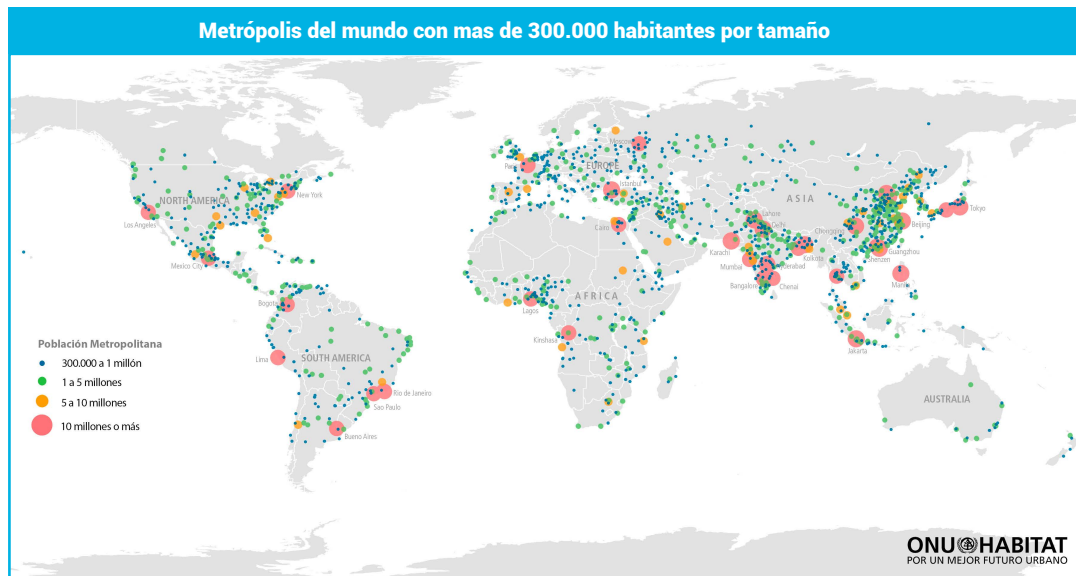 Metrópolis del mundo con mas de 300.000 habitantes por tamaño
NORTH AMERICA
New York
Los Angeles
Mexico City
Bogota
Lima
SOUTH AMERICA
Rio de Janeiro
Sao Paulo
Bueno Aires
EUROPE
Moscow
Istanbul
Cairo
AFRICA
Lagos
Kinshasa
ASIA
Lahore
Delhi
Karachi
Mumbai
Bangalore
Chenai
Kolkota
Chongqing
Beijing
Tokyo
Guangzhou
Shenzen
Jakarta
AUSTRALIA
Población Metropolitana
300.000 a 1 millón
1 a 5 millones
5 a 10 millones
10 millones o más
ONU HABITAT
POR UN MEJOR FUTURO URBANO